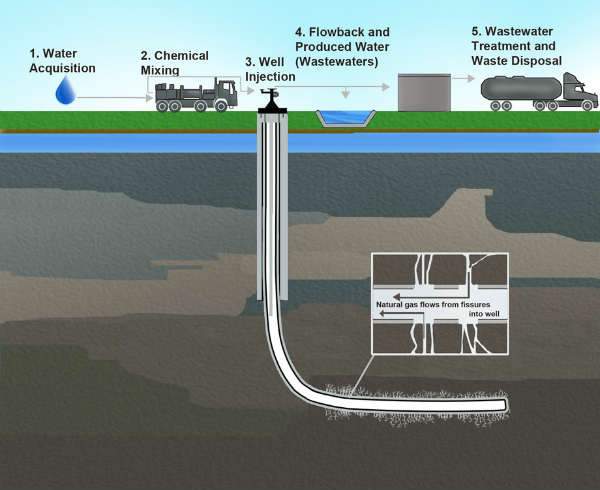 1. Water
Acquisition
2. Chemical
Mixing
3. Well
Injection
4. Flowback and
Produced Water
(Wastewaters)
5. Wastewater
Treatment and
Waste Disposal
Natural gas flows from fissures
into well